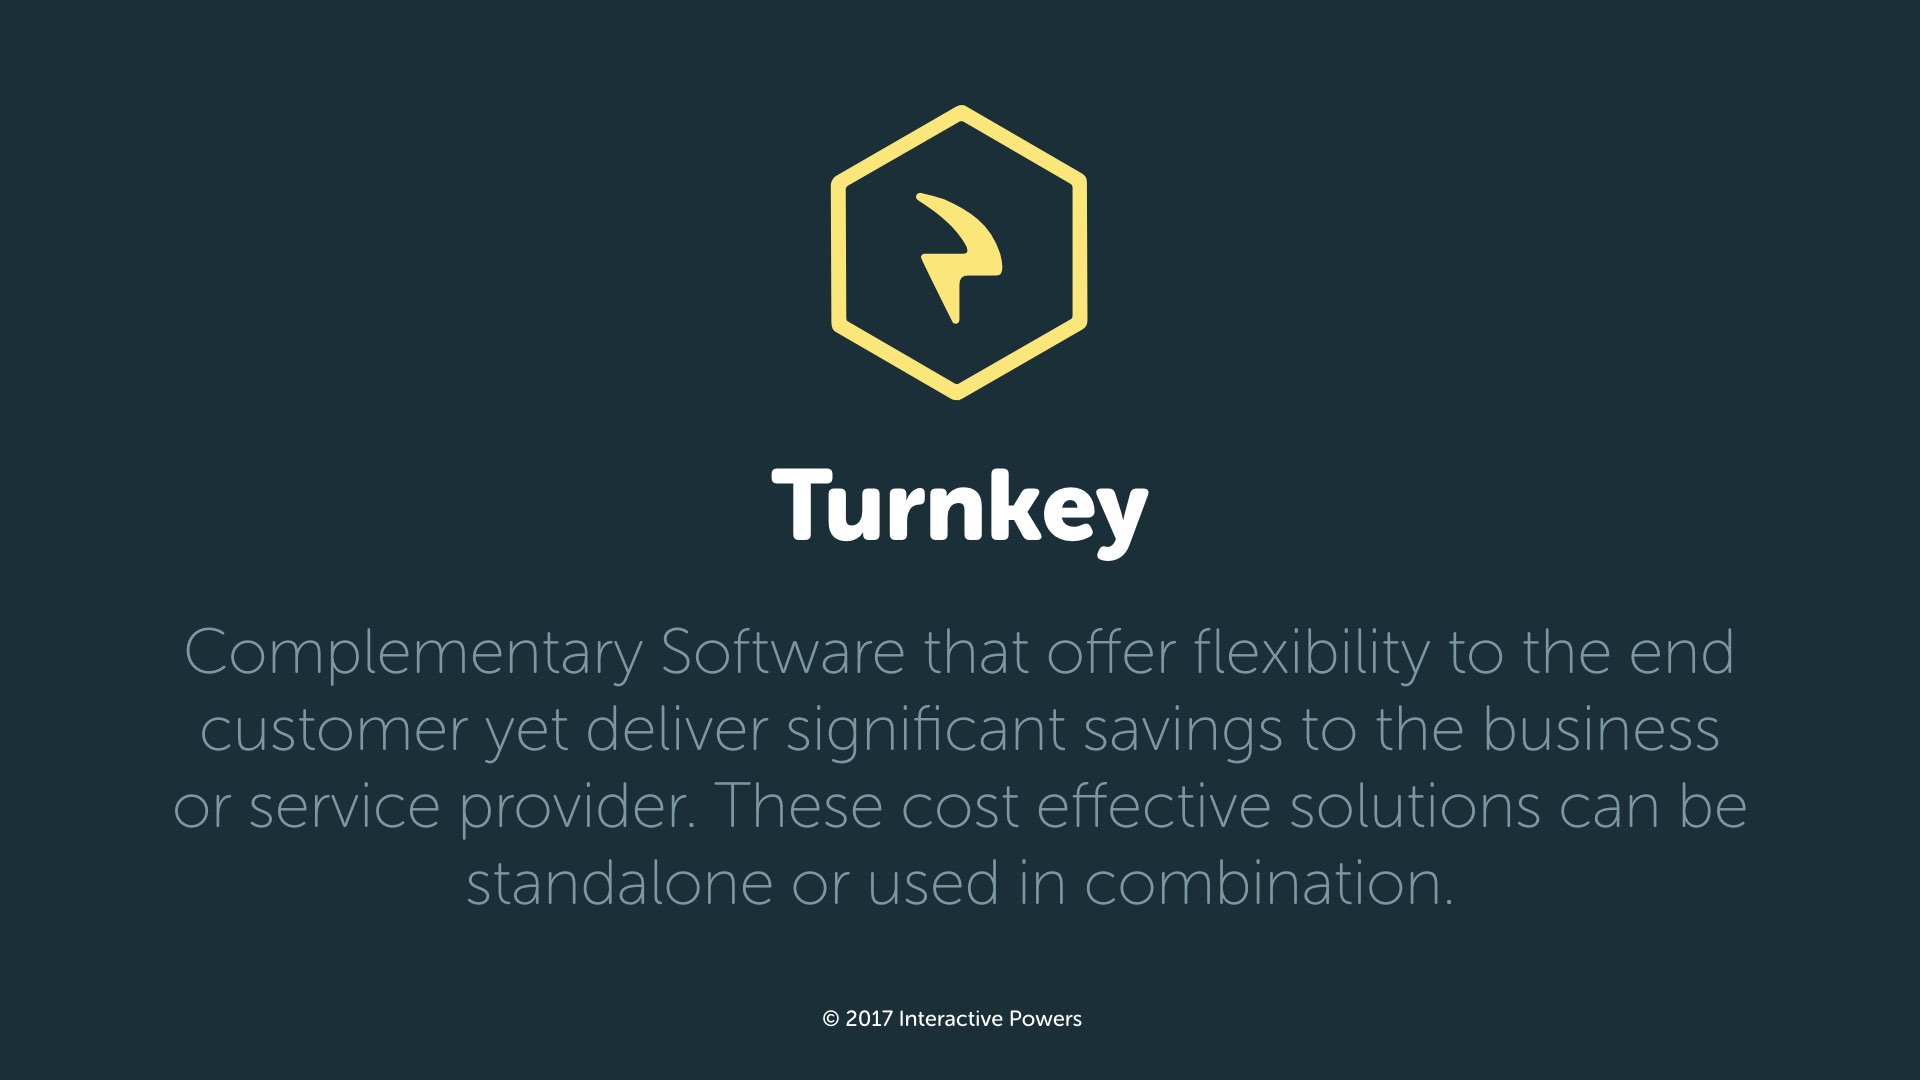 Turnkey
Complementary Software that offer flexibility to the end
customer yet deliver significant savings to the business
or service provider. These cost effective solutions can be
standalone or used in combination.
© 2017 Interactive Powers